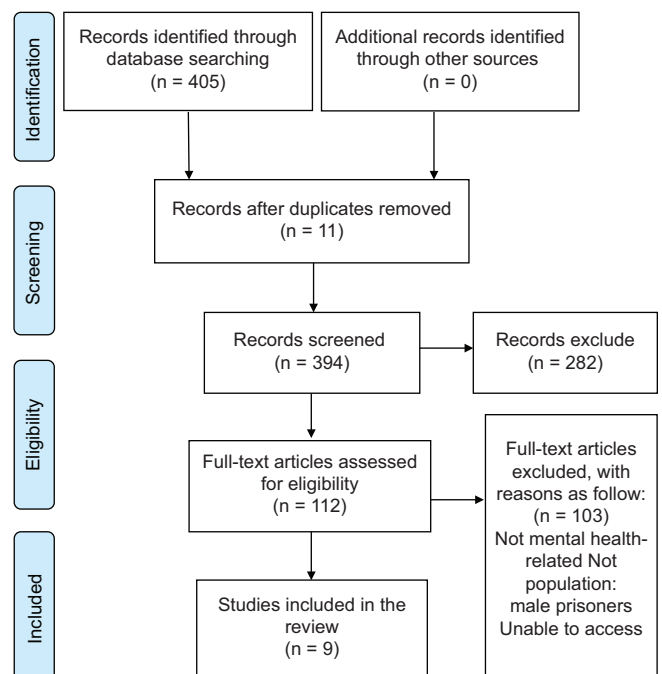 Identification
Records identified through
database searching
(n = 405)
Additional records identified
through other sources
(n = 0)
Screening
Records after duplicates removed
(n = 11)
Records screened
(n = 394)
Records exclude
(n = 282)
Eligibility
Full-text articles assessed
for eligibility
(n = 112)
Full-text articles
excluded, with
reasons as follow:
(n = 103)
Not mental health-
related Not
population:
male prisoners
Unable to access
Included
Studies included in the
review
(n = 9)